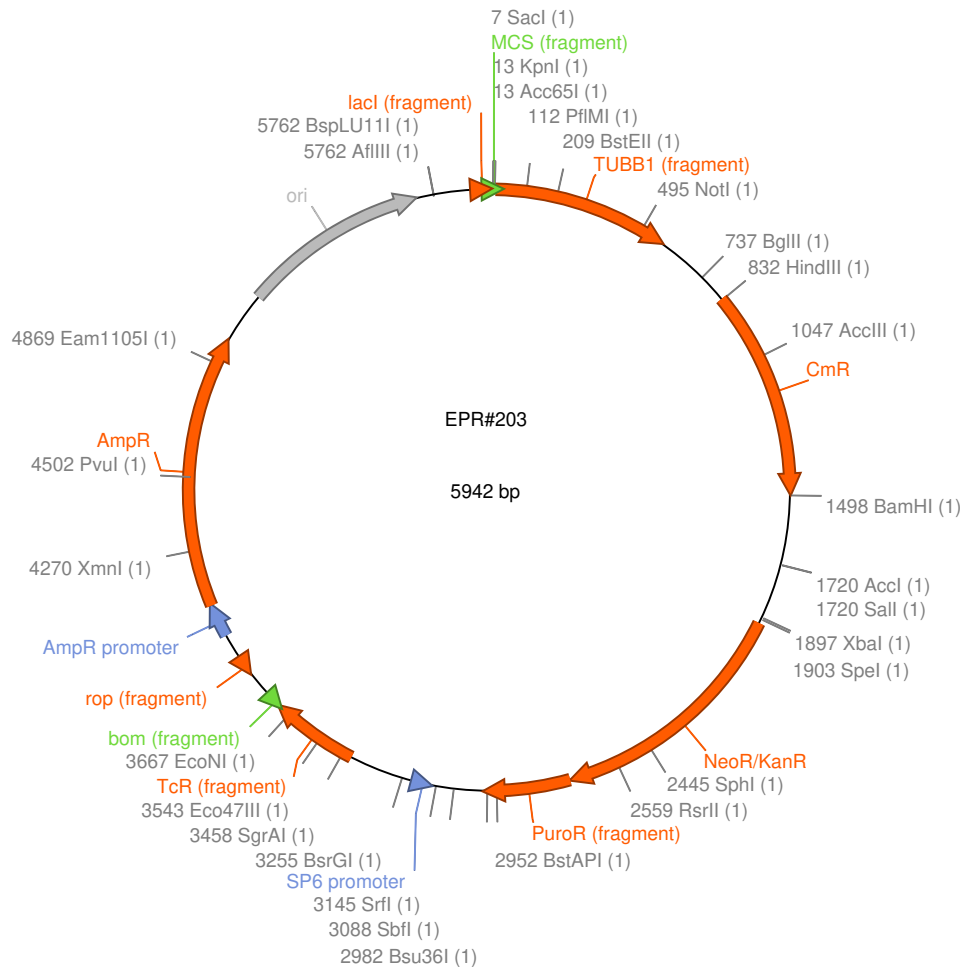 7 SacI (1)
MCS (fragment)
13 KpnI (1)
13 Acc65I (1)
112 PflMI (1)
209 BstEII (1)
TUBB1 (fragment)
495 NotI (1)
737 BglII (1)
832 HindIII (1)
1047 AccIII (1)
CmR
1498 BamHI (1)
1720 AccI (1)
1720 SalI (1)
1897 XbaI (1)
1903 SpeI (1)
NeoR/KanR
2445 SphI (1)
2559 RsrII (1)
PuroR (fragment)
2952 BstAPI (1)
2982 Bsu36I (1)
3088 SbfI (1)
3145 SrfI (1)
SP6 promoter
3255 BsrGI (1)
3458 SgrAI (1)
3543 Eco47III (1)
TcR (fragment)
3667 EcoNI (1)
bom (fragment)
rop (fragment)
AmpR promoter
4270 XmnI (1)
4502 PvuI (1)
AmpR
4869 Eam1105I (1)
ori
5762 AflIII (1)
5762 BspLU11I (1)
lacI (fragment)
EPR#203
5942 bp